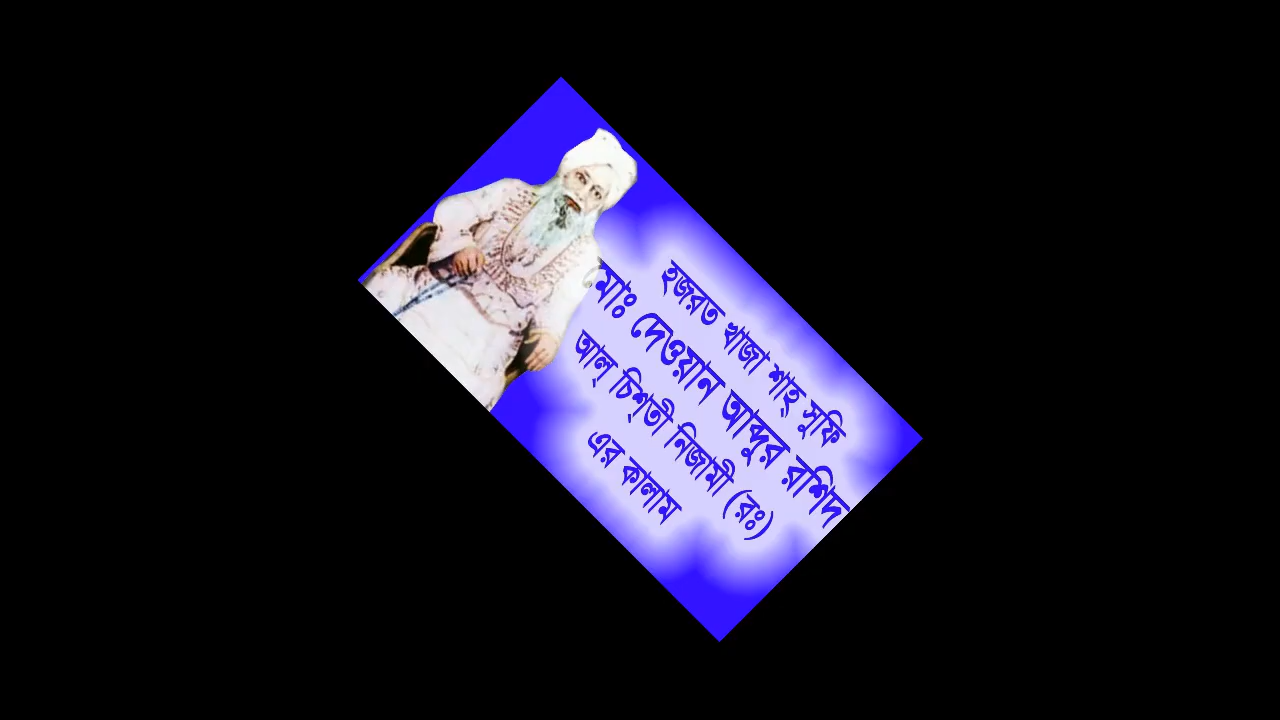 হজরত খাজা শাহ্ সুফি
মোঃ দেওয়ান আব্দুর রশিদ
আল্ চিশ্তী নিজামী (রঃ)
এর কালাম